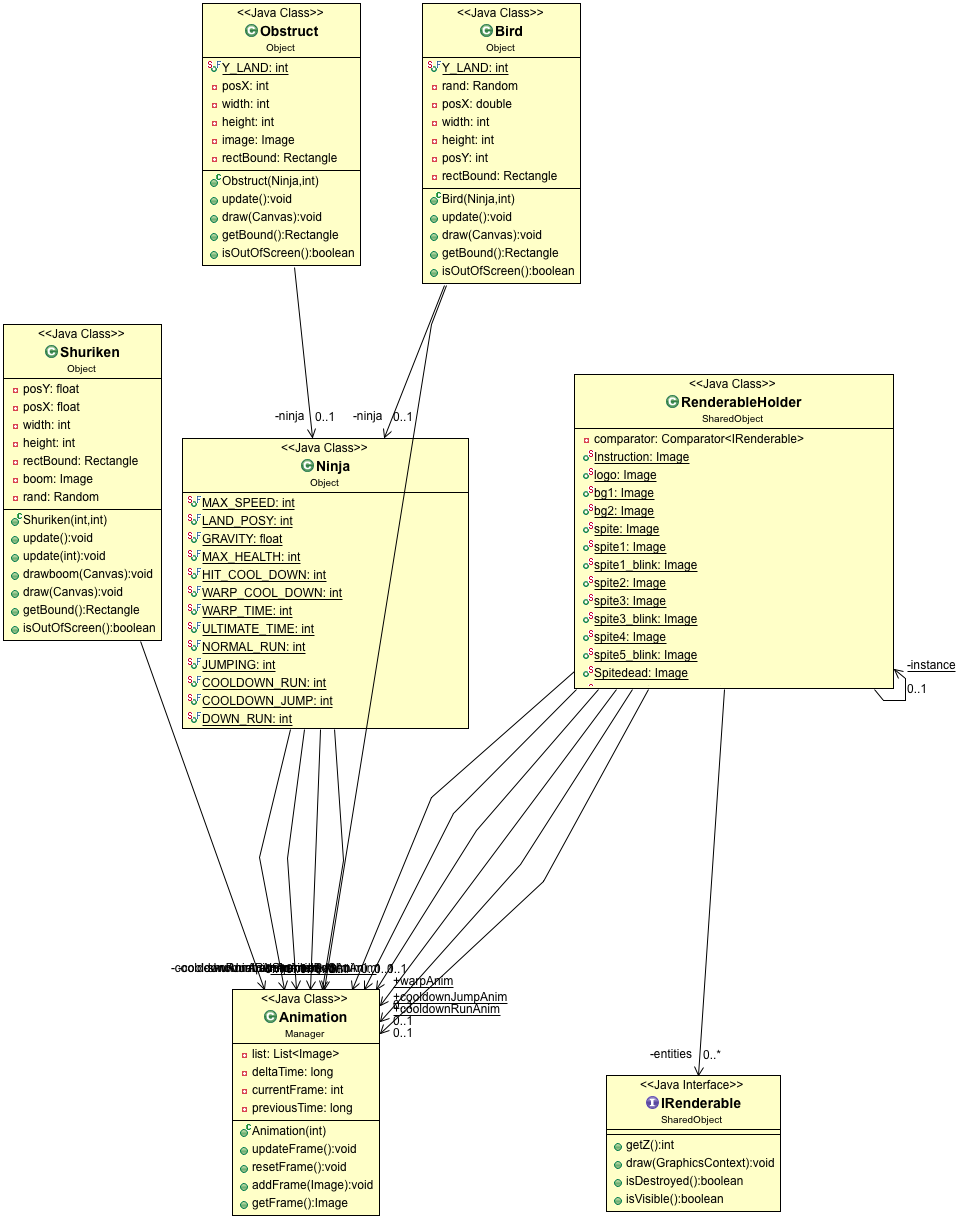 <<Java Class>>
Obstruct
Object
Y_LAND: int
posX: int
width: int
height: int
image: Image
rectBound: Rectangle
Obstruct(Ninja,int)
update():void
draw(Canvas):void
getBound():Rectangle
isOutOfScreen():boolean
<<Java Class>>
Bird
Object
Y_LAND: int
rand: Random
posX: double
width: int
height: int
posY: int
rectBound: Rectangle
Bird(Ninja,int)
update():void
draw(Canvas):void
getBound():Rectangle
isOutOfScreen():boolean
<<Java Class>>
Shuriken
Object
posY: float
posX: float
width: int
height: int
rectBound: Rectangle
boom: Image
rand: Random
Shuriken(int,int)
update():void
update(int):void
drawboom(Canvas):void
draw(Canvas):void
getBound():Rectangle
isOutOfScreen():boolean
-ninja 0..1
-ninja 0..1
<<Java Class>>
Ninja
Object
MAX_SPEED: int
LAND_POSY: int
GRAVITY: float
MAX_HEALTH: int
HIT_COOL_DOWN: int
WARP_COOL_DOWN: int
WARP_TIME: int
ULTIMATE_TIME: int
NORMAL_RUN: int
JUMPING: int
COOLDOWN_RUN: int
COOLDOWN_JUMP: int
DOWN_RUN: int
<<Java Class>>
RenderableHolder
SharedObject
comparator: Comparator<IRenderable>
Instruction: Image
logo: Image
bg1: Image
bg2: Image
spite: Image
spite1: Image
spite1_blink: Image
spite2: Image
spite3: Image
spite3_blink: Image
spite4: Image
spite5_blink: Image
Spitedead: Image
-instance
0..1
+warpAnim
+cooldownJumpAnim
+cooldownRunAnim
0..1
0..1
<<Java Class>>
Animation
Manager
list: List<Image>
deltaTime: long
currentFrame: int
previousTime: long
Animation(int)
updateFrame():void
resetFrame():void
addFrame(Image):void
getFrame():Image
-entities 0..*
<<Java Interface>>
IRenderable
SharedObject
getZ():int
draw(GraphicsContext):void
isDestroyed():boolean
isVisible():boolean